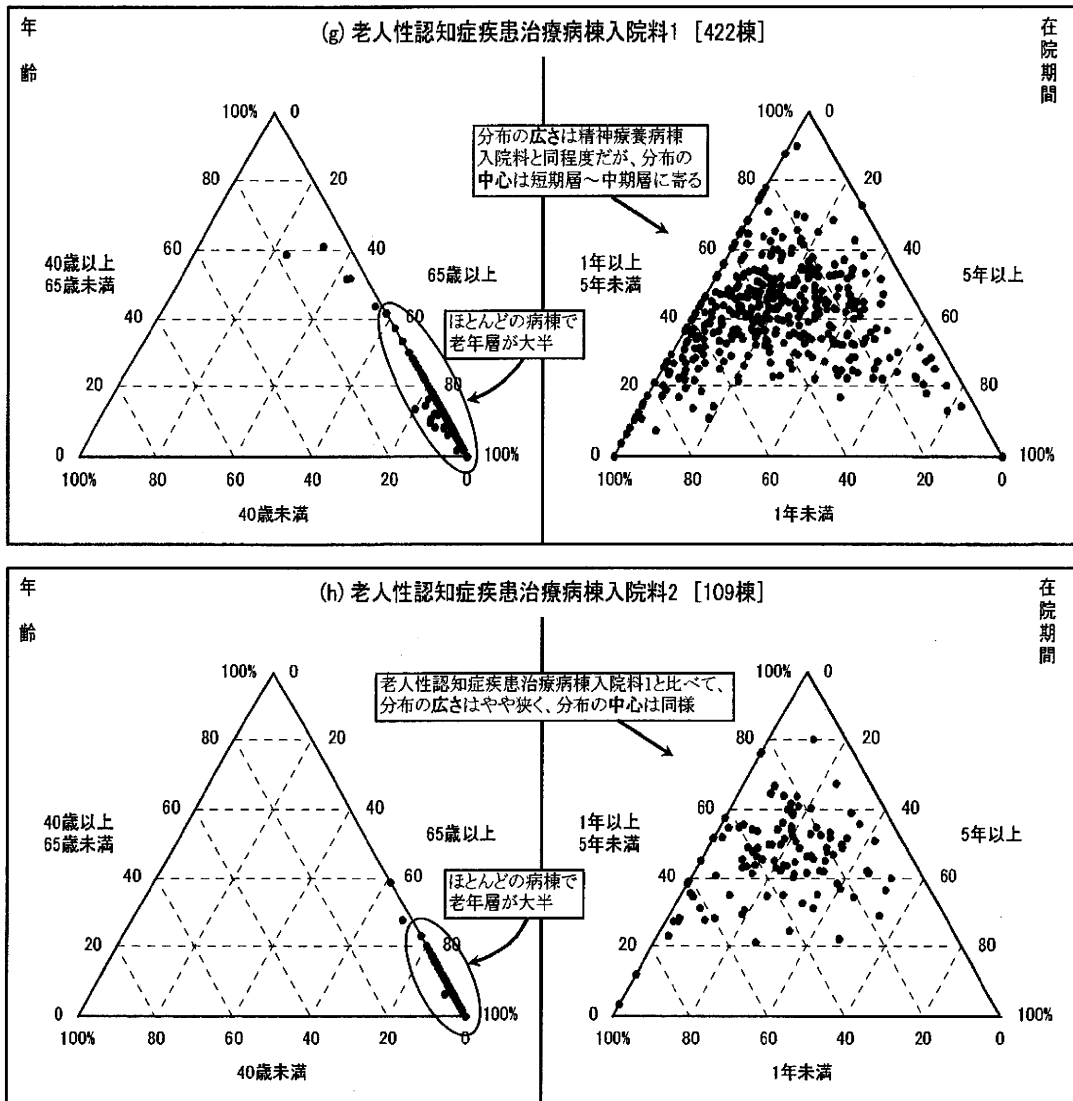 (g) 老人性認知症疾患治療病棟入院料1 [422棟]
年齢
在院期間
100% 0
80 20
60 40
40歳以上
65歳未満
65歳以上
40 60
20 80
0 100%
100% 80 60 40 20 0
40歳未満
ほとんどの病棟で
老年層が大半
分布の広さは精神療養病棟
入院料と同程度だが、分布の
中心は短期層～中期層に寄る
100% 0
80 20
60 40
1年以上
5年未満
5年以上
40 60
20 80
0 100%
100% 80 60 40 20 0
1年未満
(h) 老人性認知症疾患治療病棟入院料2 [109棟]
年齢
在院期間
100% 0
80 20
60 40
40歳以上
65歳未満
65歳以上
40 60
20 80
0 100%
100% 80 60 40 20 0
40歳未満
ほとんどの病棟で
老年層が大半
老人性認知症疾患治療病棟入院料1と比べて、
分布の広さはやや狭く、分布の中心は同様
100% 0
80 20
60 40
1年以上
5年未満
5年以上
40 60
20 80
0 100%
100% 80 60 40 20 0
1年未満